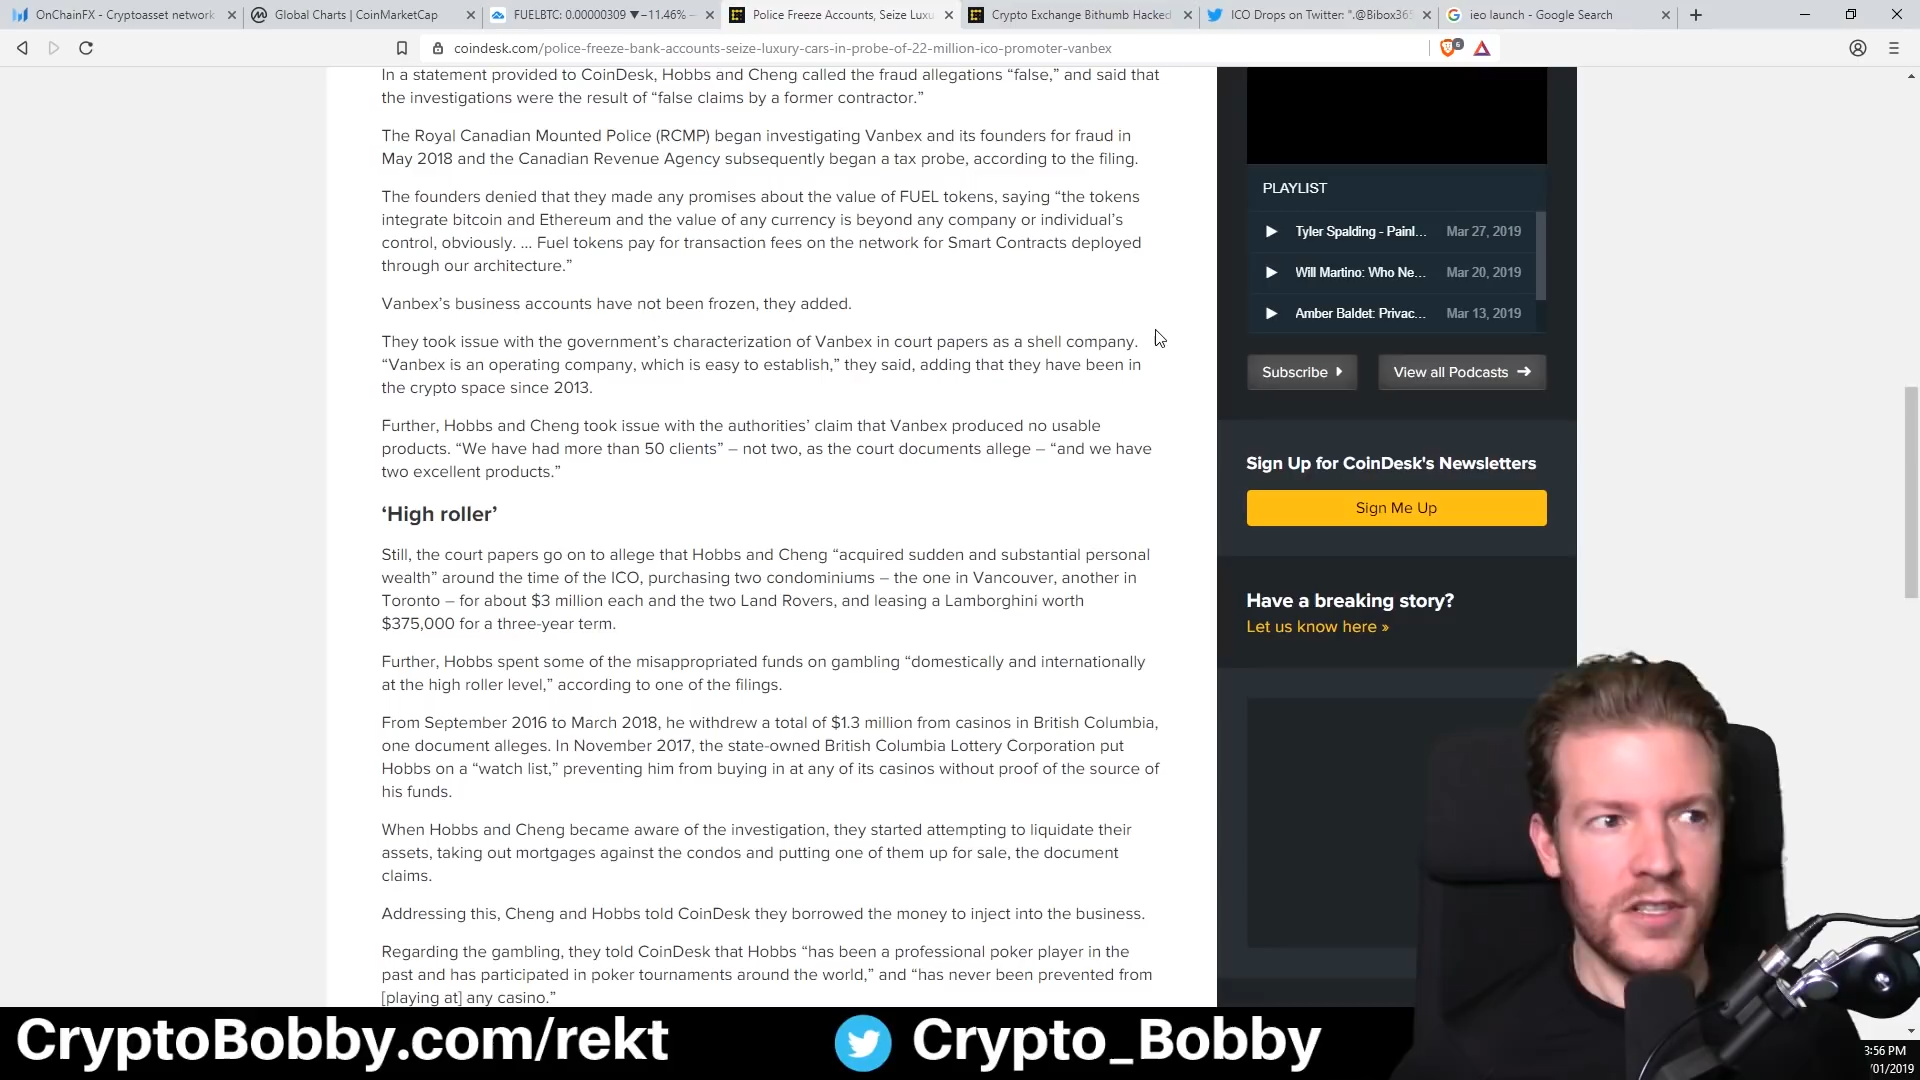 OnChainFX - Cryptoasset network
Global Charts | CoinMarketCap
FUELBTC: 0.00000309 ▼−11.46%
Police Freeze Accounts, Seize Luxu
Crypto Exchange Bithumb Hacked
ICO Drops on Twitter: ".@Bibox365
ieo launch - Google Search
coindesk.com/police-freeze-bank-accounts-seize-luxury-cars-in-probe-of-22-million-ico-promoter-vanbex
6
In a statement provided to CoinDesk, Hobbs and Cheng called the fraud allegations “false,” and said that
the investigations were the result of “false claims by a former contractor.”
The Royal Canadian Mounted Police (RCMP) began investigating Vanbex and its founders for fraud in
May 2018 and the Canadian Revenue Agency subsequently began a tax probe, according to the filing.
The founders denied that they made any promises about the value of FUEL tokens, saying “the tokens
integrate bitcoin and Ethereum and the value of any currency is beyond any company or individual’s
control, obviously. … Fuel tokens pay for transaction fees on the network for Smart Contracts deployed
through our architecture.”
Vanbex’s business accounts have not been frozen, they added.
They took issue with the government’s characterization of Vanbex in court papers as a shell company.
“Vanbex is an operating company, which is easy to establish,” they said, adding that they have been in
the crypto space since 2013.
Further, Hobbs and Cheng took issue with the authorities’ claim that Vanbex produced no usable
products. “We have had more than 50 clients” – not two, as the court documents allege – “and we have
two excellent products.”
‘High roller’
Still, the court papers go on to allege that Hobbs and Cheng “acquired sudden and substantial personal
wealth” around the time of the ICO, purchasing two condominiums – the one in Vancouver, another in
Toronto – for about $3 million each and the two Land Rovers, and leasing a Lamborghini worth
$375,000 for a three-year term.
Further, Hobbs spent some of the misappropriated funds on gambling “domestically and internationally
at the high roller level,” according to one of the filings.
From September 2016 to March 2018, he withdrew a total of $1.3 million from casinos in British Columbia,
one document alleges. In November 2017, the state-owned British Columbia Lottery Corporation put
Hobbs on a “watch list,” preventing him from buying in at any of its casinos without proof of the source of
his funds.
When Hobbs and Cheng became aware of the investigation, they started attempting to liquidate their
assets, taking out mortgages against the condos and putting one of them up for sale, the document
claims.
Addressing this, Cheng and Hobbs told CoinDesk they borrowed the money to inject into the business.
Regarding the gambling, they told CoinDesk that Hobbs “has been a professional poker player in the
past and has participated in poker tournaments around the world,” and “has never been prevented from
[playing at] any casino.”
PLAYLIST
Tyler Spalding - Painl... Mar 27, 2019
Will Martino: Who Ne... Mar 20, 2019
Amber Baldet: Privac... Mar 13, 2019
Subscribe
View all Podcasts
Sign Up for CoinDesk's Newsletters
Sign Me Up
Have a breaking story?
Let us know here »
CryptoBobby.com/rekt
Crypto_Bobby
3:56 PM
/01/2019